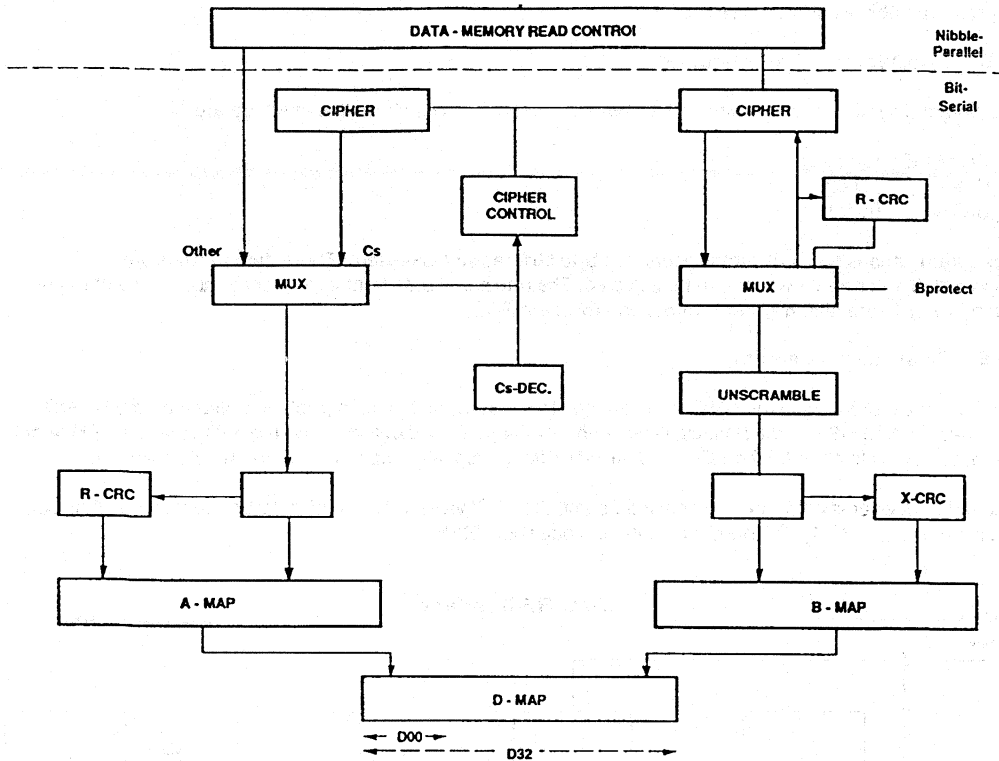 DATA - MEMORY READ CONTROL
Nibble-
Parallel
Bit-
Serial
CIPHER
CIPHER
CIPHER
CONTROL
R - CRC
Other
Cs
MUX
MUX
Bprotect
Cs-DEC.
UNSCRAMBLE
R - CRC
X-CRC
A - MAP
B - MAP
D - MAP
D00
D32